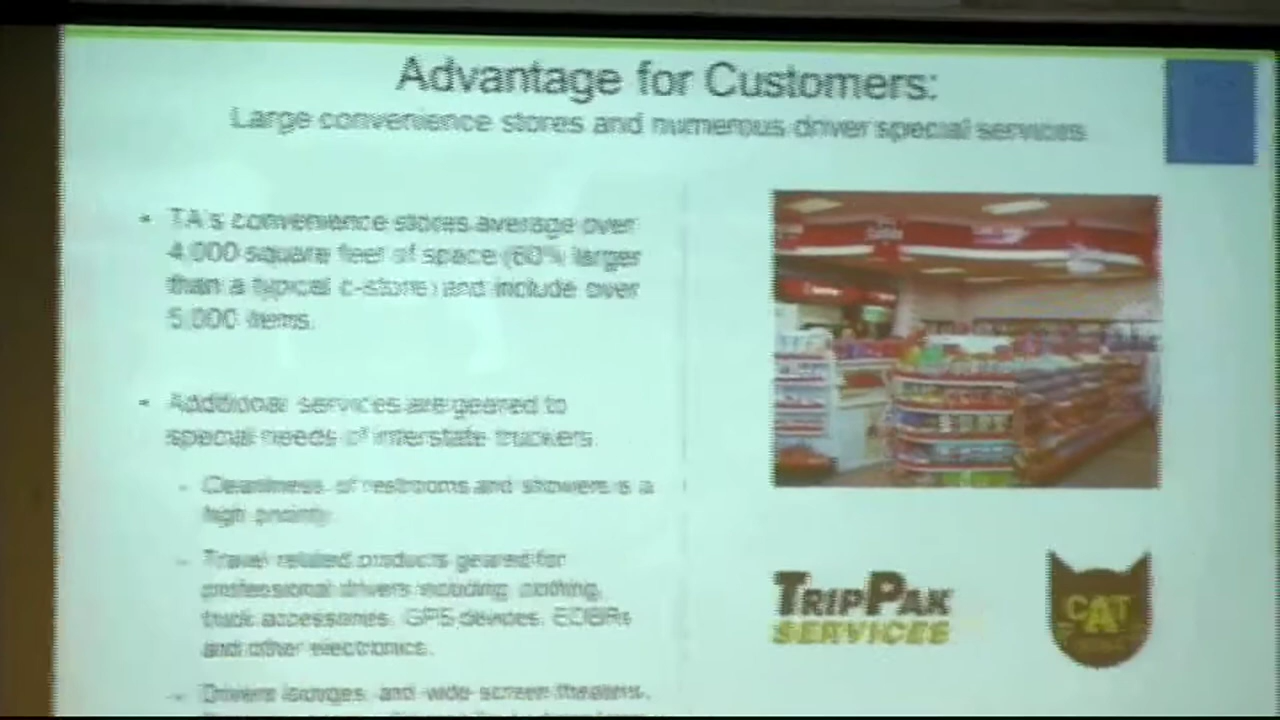 Advantage for Customers:
Large convenience stores and numerous driver special services
• TA's convenience stores average over
4,000 square feet of space (60% larger
than a typical c-store) and include over
5,000 items.
• Additional services are geared to
special needs of interstate truckers.
- Cleanliness of restrooms and showers is a
high priority
- Travel related products geared for
professional drivers including clothing,
truck accessories, GPS devices, EOBRs
and other electronics.
- Drivers lounges, and wide screen theaters,
TRIPPAK
SERVICES
CAT